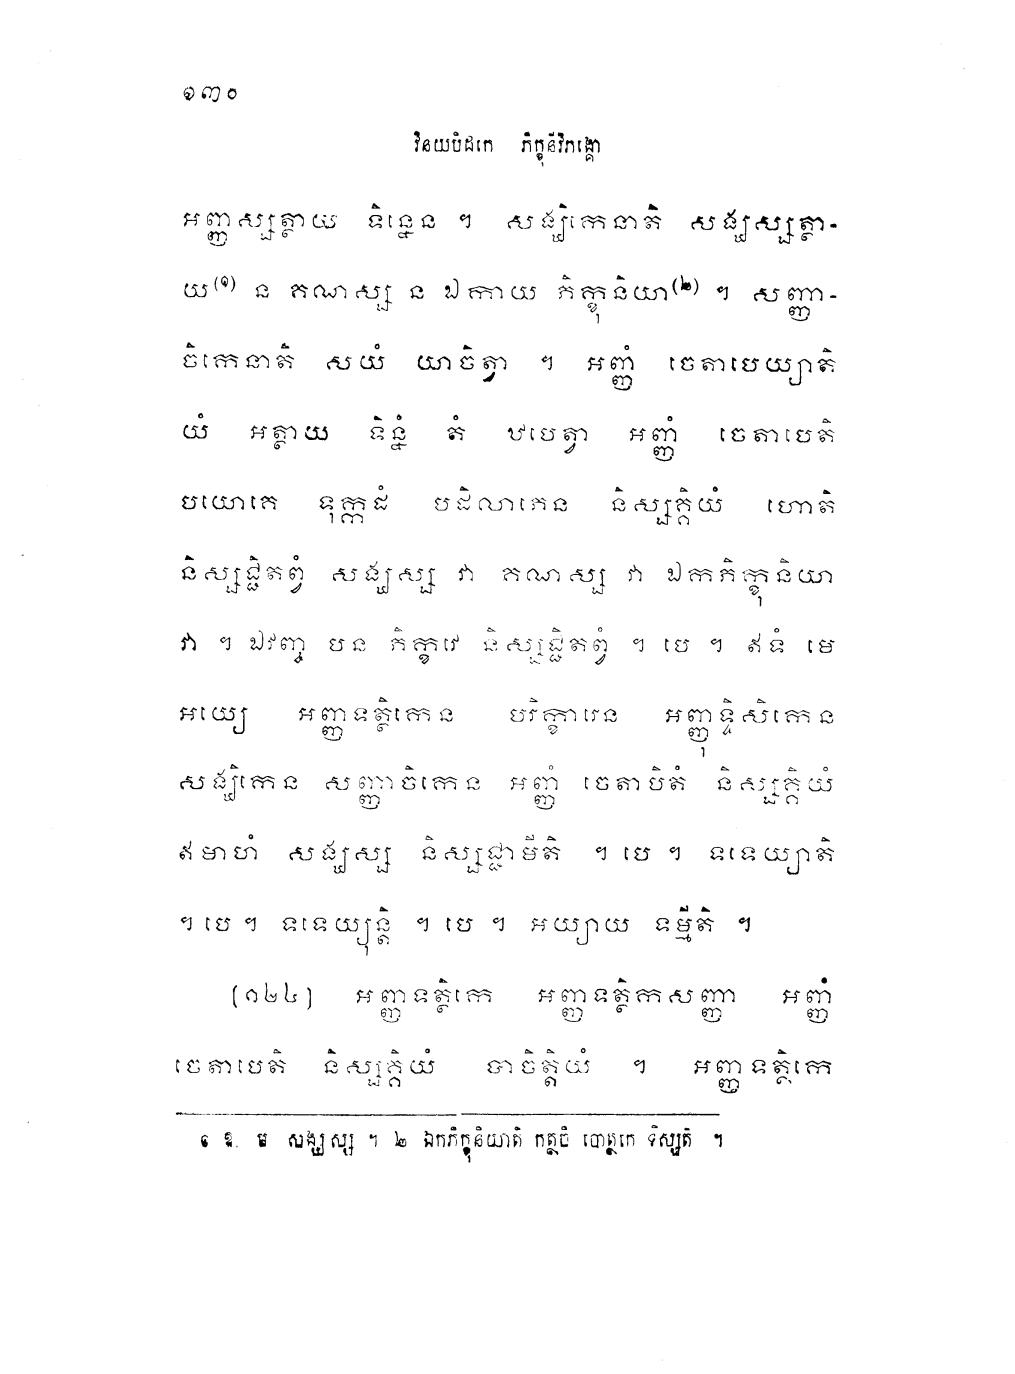 ១៣០
វិនយបិដកេ ភិក្ខុនីវិភង្គោ
អញ្ញស្សត្ថាយ ទិន្នេន ។ សង្ឃិកេនាតិ សង្ឃស្សត្ថា-
យ(១) ន គណស្ស ន ឯកាយ ភិក្ខុនិយា(២) ។ សញ្ញា-
ចិកេនាតិ សយំ យាចិត្វា ។ អញ្ញំ ចេតាបេយ្យាតិ
យំ អត្ថាយ ទិន្នំ តំ ឋបេត្វា អញ្ញំ ចេតាបេតិ
បយោគេ ទុក្កដំ បដិលាភេន និស្សគ្គិយំ ហោតិ
និស្សជ្ជិតព្វំ សង្ឃស្ស វា គណស្ស វា ឯកភិក្ខុនិយា
វា ។ ឯវញ្ច បន ភិក្ខវេ និស្សជ្ជិតព្វំ ។ បេ ។ ឥទំ មេ
អយ្យេ អញ្ញទត្ថិកេន បរិក្ខារេន អញ្ញុទ្ទិសិកេន
សង្ឃិកេន សញ្ញាចិកេន អញ្ញំ ចេតាបិតំ និស្សគ្គិយំ
ឥមាហំ សង្ឃស្ស និស្សជ្ជាមីតិ ។ បេ ។ ទទេយ្យាតិ
។ បេ ។ ទទេយ្យុន្តិ ។ បេ ។ អយ្យាយ ទម្មីតិ ។
(១២៤) អញ្ញទត្ថិកេ អញ្ញទត្ថិកសញ្ញា អញ្ញំ
ចេតាបេតិ និស្សគ្គិយំ បាចិត្តិយំ ។ អញ្ញទត្ថិកេ
១ ឱ. ម សង្ឃស្ស ។ ២ ឯកភិក្ខុនិយាតិ កត្ថចិ បោត្ថកេ ទិស្សតិ ។